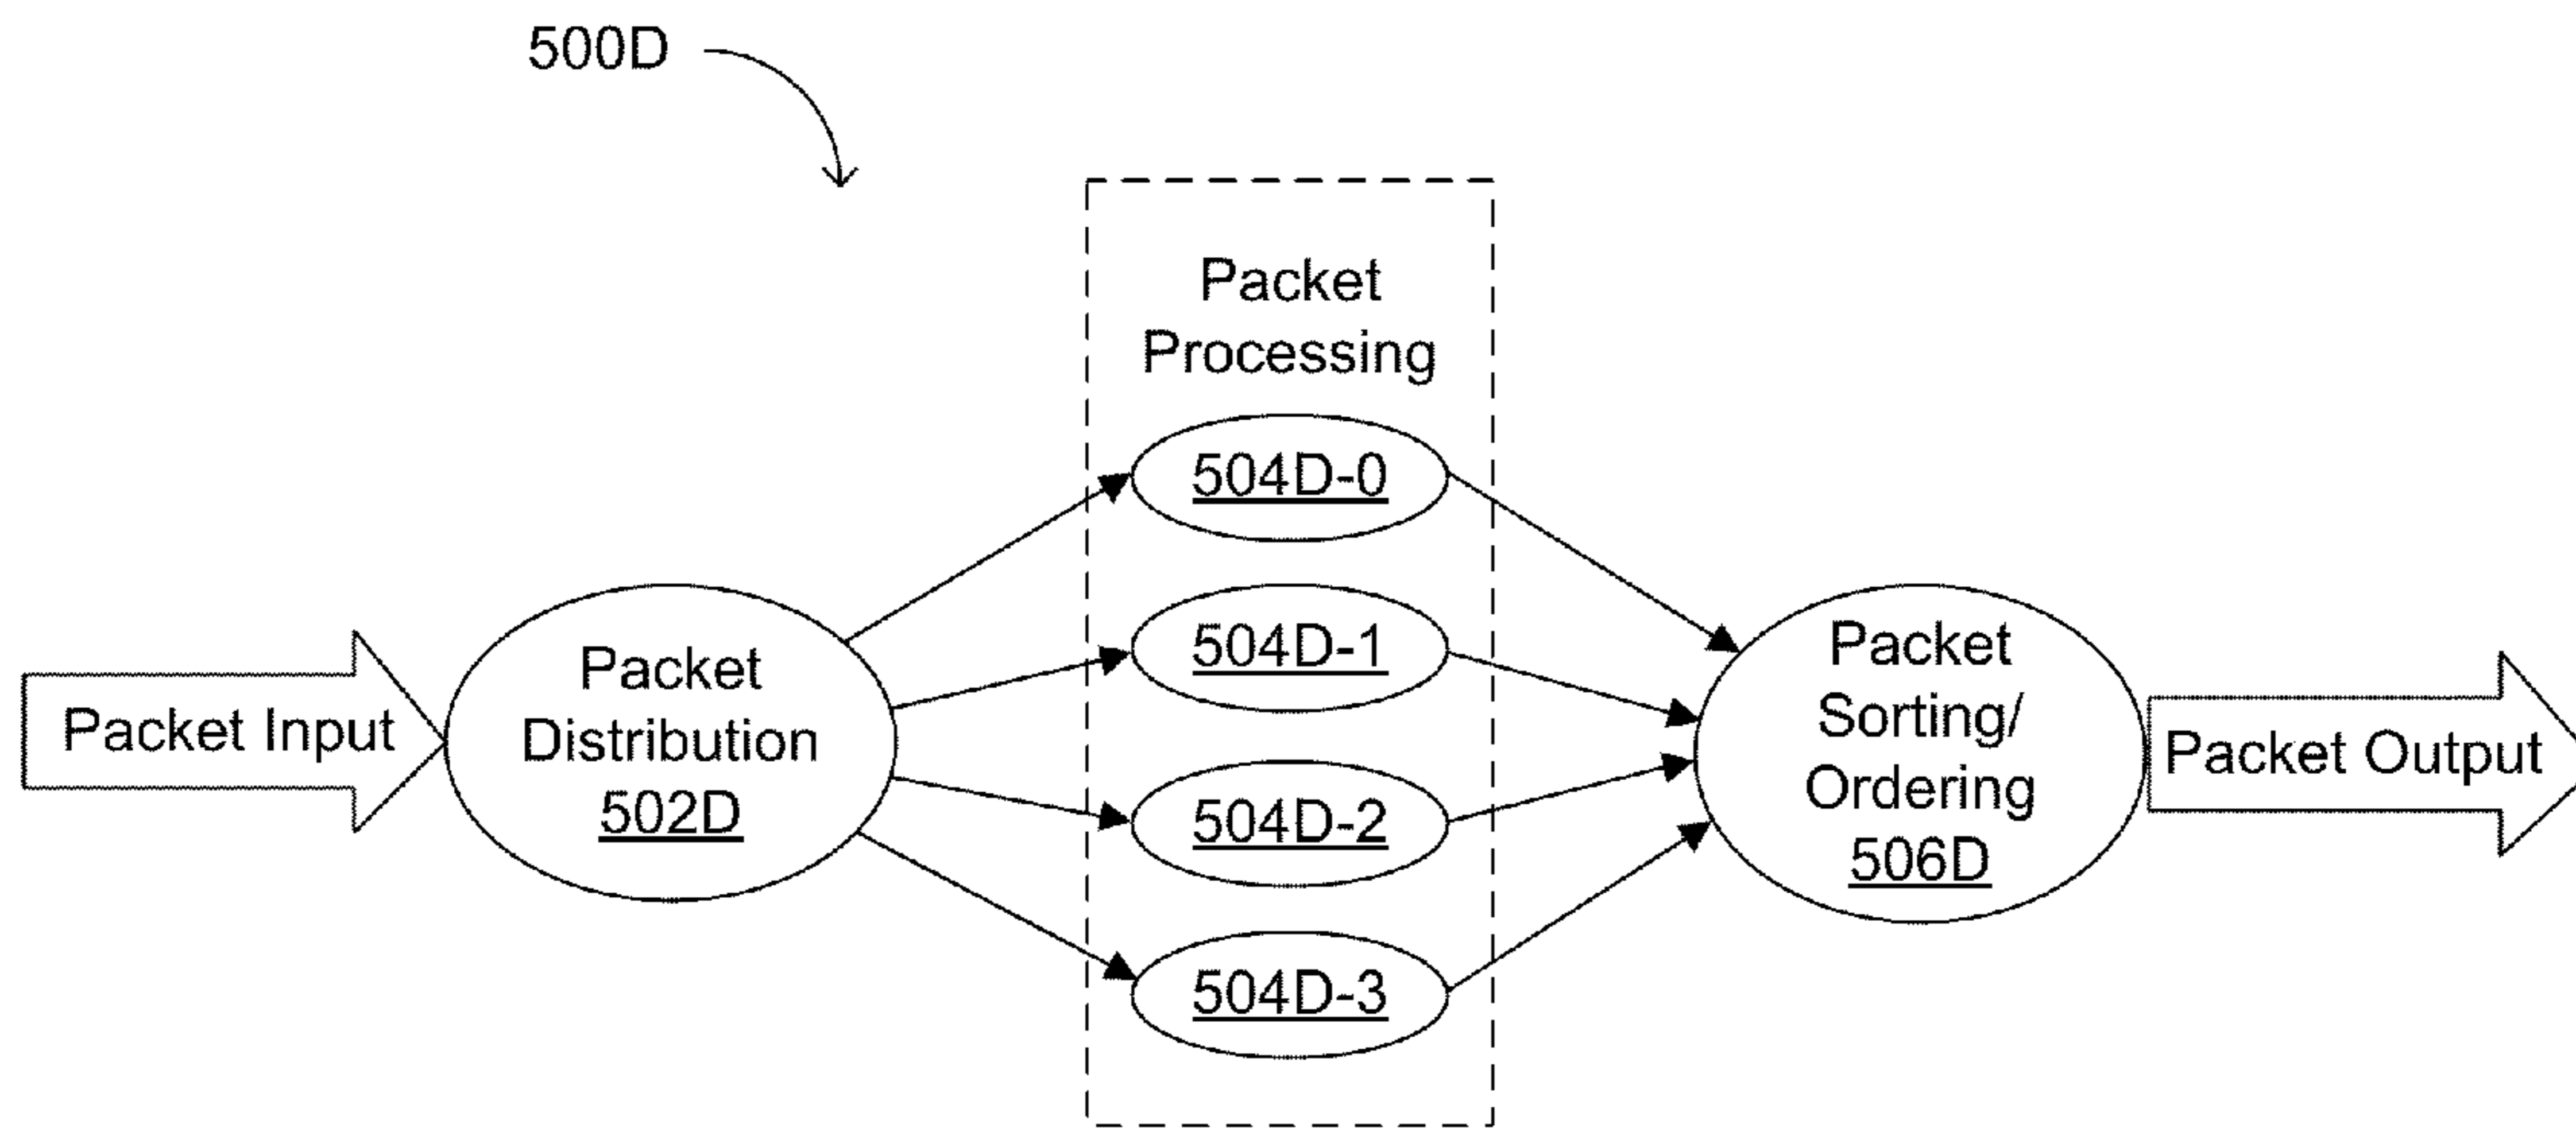 500D
Packet
Processing
504D-0
504D-1
504D-2
504D-3
Packet Input
Packet
Distribution
502D
Packet
Sorting/
Ordering
506D
Packet Output